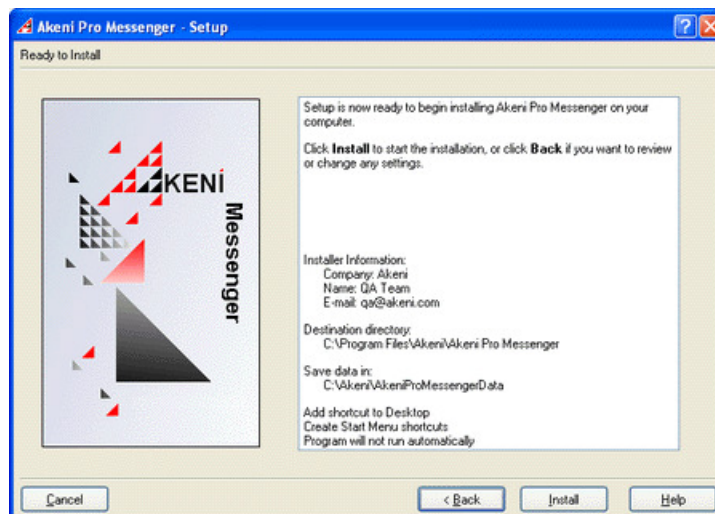 Akeni Pro Messenger - Setup
Ready to Install
AKENI
Messenger
Setup is now ready to begin installing Akeni Pro Messenger on your
computer.
Click Install to start the installation, or click Back if you want to review
or change any settings.
Installer Information:
Company: Akeni
Name: QA Team
E-mail: qa@akeni.com
Destination directory:
C:\Program Files\Akeni\Akeni Pro Messenger
Save data in:
C:\Akeni\AkeniProMessengerData
Add shortcut to Desktop
Create Start Menu shortcuts
Program will not run automatically
Cancel
< Back
Install
Help